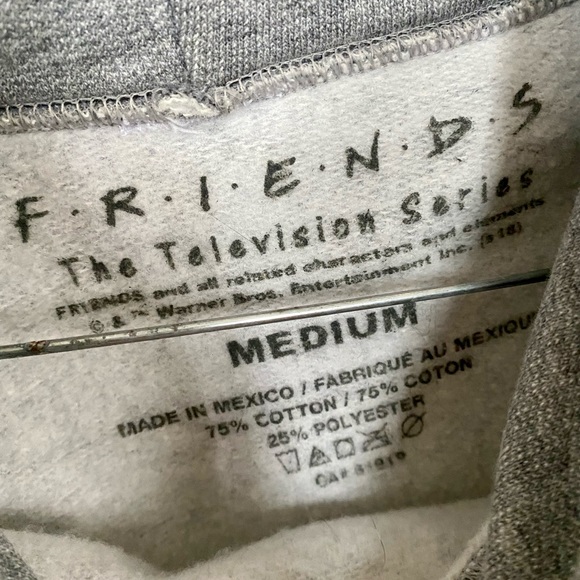 F·R·I·E·N·D·S
The Television Series
FRIENDS and all related characters and elements
© & ™ Warner Bros. Entertainment Inc. (s18)
MEDIUM
MADE IN MEXICO / FABRIQUÉ AU MEXIQU
75% COTTON / 75% COTON
25% POLYESTER